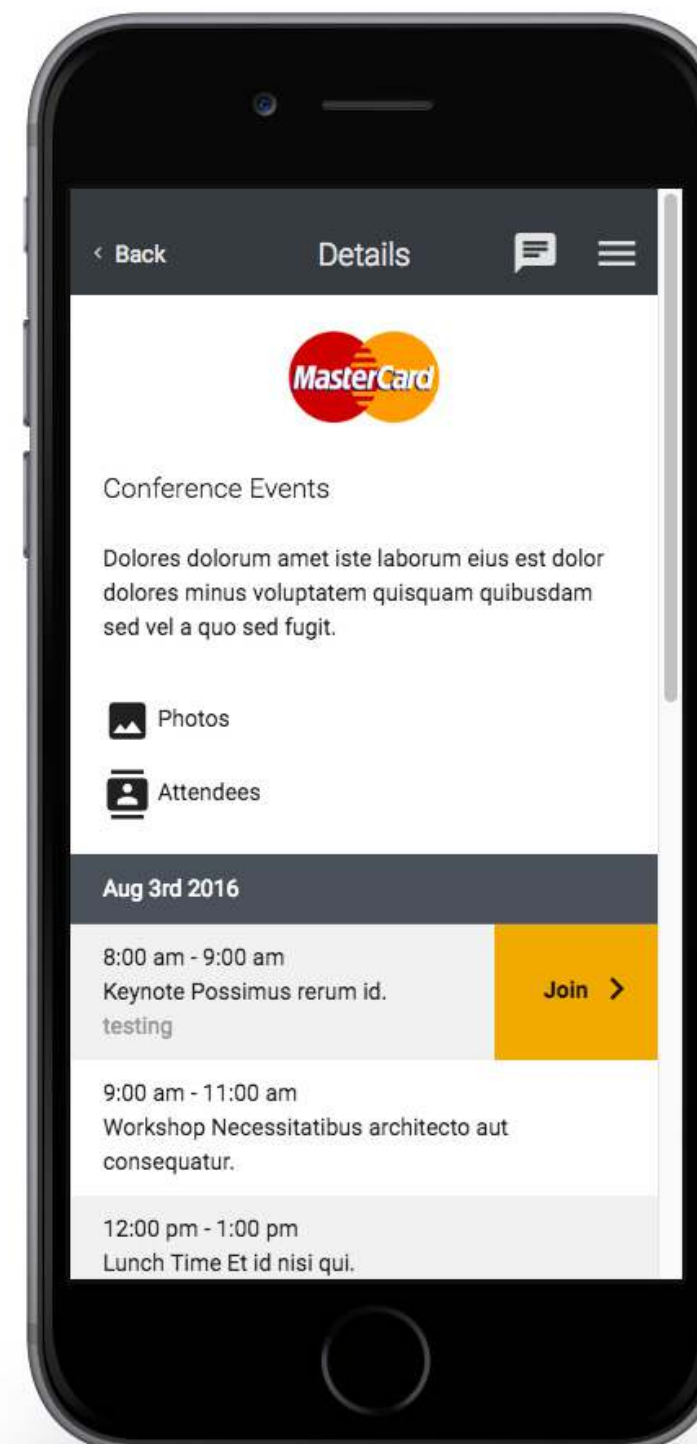 Back
Details
MasterCard
Conference Events
Dolores dolorum amet iste laborum eius est dolor
dolores minus voluptatem quisquam quibusdam
sed vel a quo sed fugit.
Photos
Attendees
Aug 3rd 2016
8:00 am - 9:00 am
Keynote Possimus rerum id.
testing
Join
9:00 am - 11:00 am
Workshop Necessitatibus architecto aut
consequatur.
12:00 pm - 1:00 pm
Lunch Time Et id nisi qui.